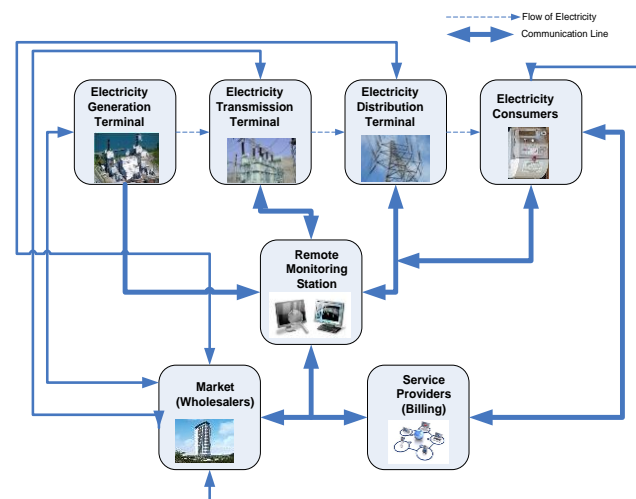 Flow of Electricity
Communication Line
Electricity
Generation
Terminal
Electricity
Transmission
Terminal
Electricity
Distribution
Terminal
Electricity
Consumers
Remote
Monitoring
Station
Market
(Wholesalers)
Service
Providers
(Billing)